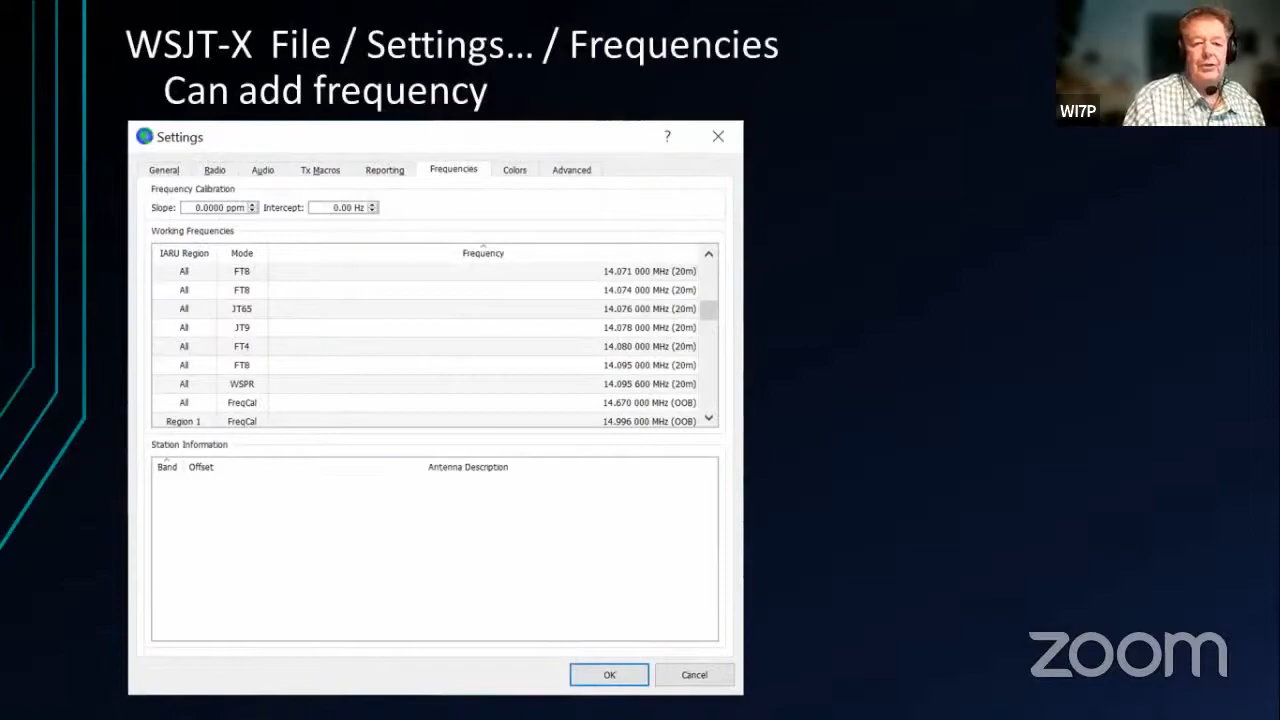 WSJT-X File / Settings... / Frequencies
Can add frequency
WI7P
Settings
?
General Radio Audio Tx Macros Reporting Frequencies Colors Advanced
Frequency Calibration
Slope: 0.0000 ppm Intercept: 0.00 Hz
Working Frequencies
IARU Region Mode Frequency
All FT8 14.071 000 MHz (20m)
All FT8 14.074 000 MHz (20m)
All JT65 14.076 000 MHz (20m)
All JT9 14.078 000 MHz (20m)
All FT4 14.080 000 MHz (20m)
All FT8 14.095 000 MHz (20m)
All WSPR 14.095 600 MHz (20m)
All FreqCal 14.670 000 MHz (OOB)
Region 1 FreqCal 14.996 000 MHz (OOB)
Station Information
Band Offset Antenna Description
OK Cancel
zoom